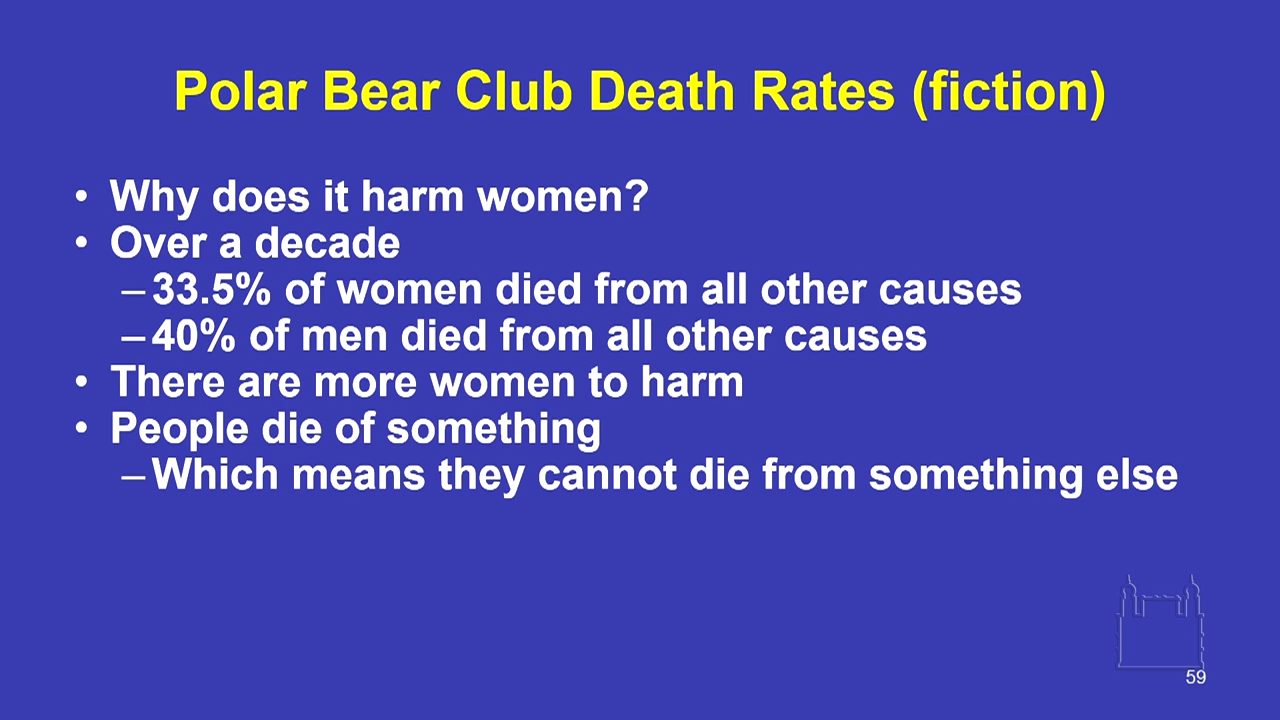 Polar Bear Club Death Rates (fiction)
• Why does it harm women?
• Over a decade
– 33.5% of women died from all other causes
– 40% of men died from all other causes
• There are more women to harm
• People die of something
– Which means they cannot die from something else
59